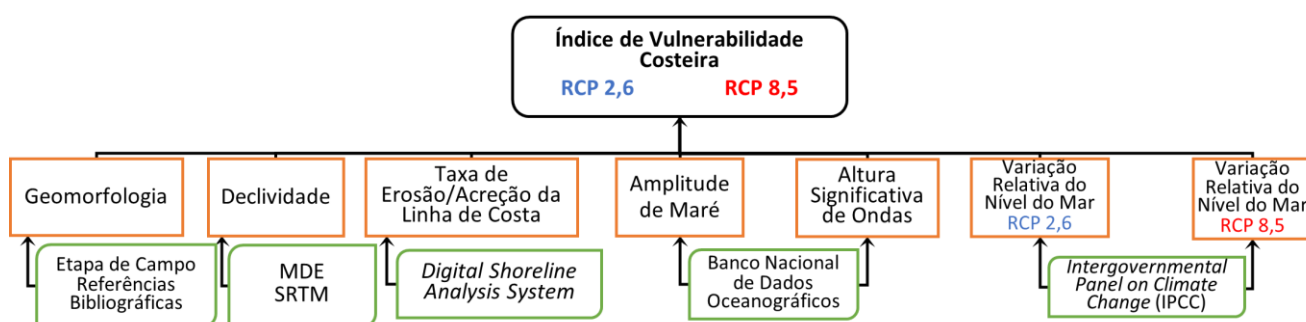 Índice de Vulnerabilidade
Costeira
RCP 2,6 RCP 8,5
Geomorfologia
Declividade
Taxa de
Erosão/Acreção da
Linha de Costa
Amplitude
de Maré
Altura
Significativa
de Ondas
Variação
Relativa do
Nível do Mar
RCP 2,6
Variação
Relativa do
Nível do Mar
RCP 8,5
Etapa de Campo
Referências
Bibliográficas
MDE
SRTM
Digital Shoreline
Analysis System
Banco Nacional
de Dados
Oceanográficos
Intergovernmental
Panel on Climate
Change (IPCC)